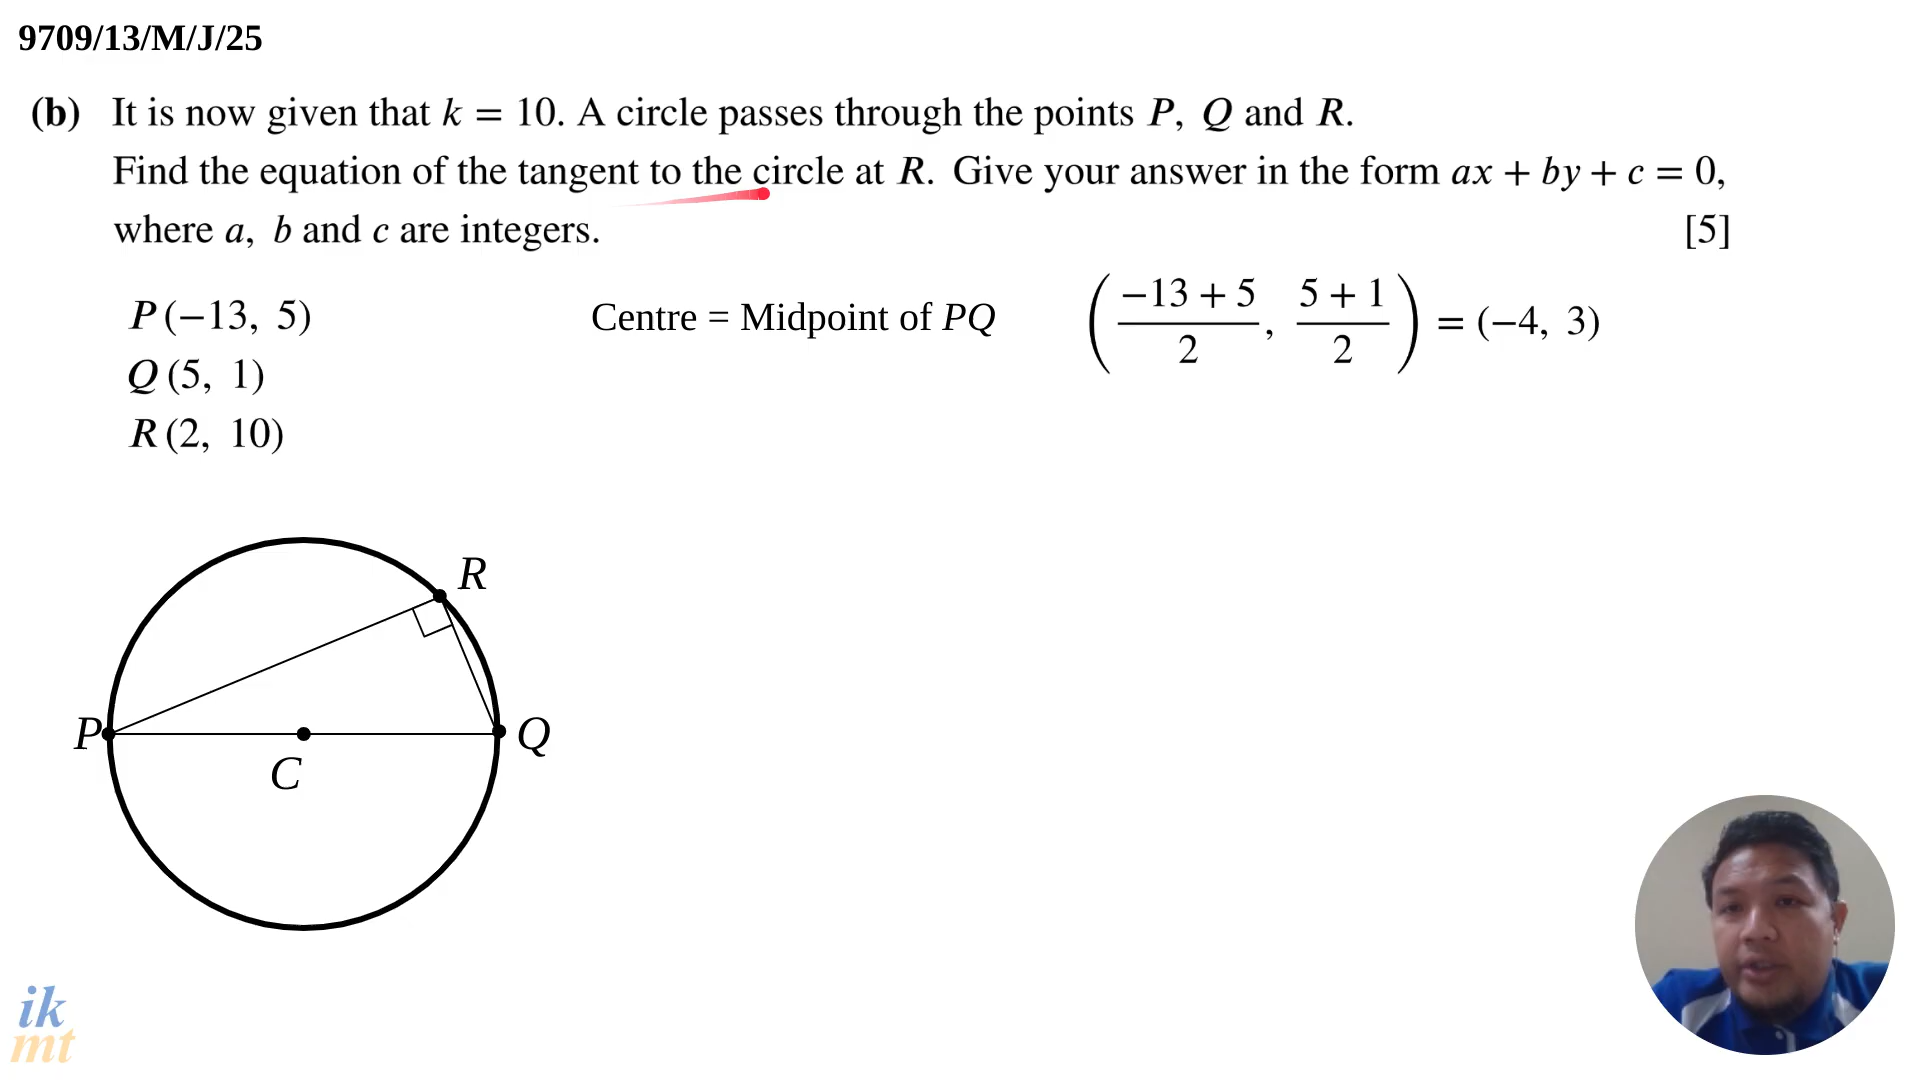 9709/13/M/J/25
(b) It is now given that k = 10. A circle passes through the points P, Q and R.
Find the equation of the tangent to the circle at R. Give your answer in the form ax + by + c = 0,
where a, b and c are integers. [5]
P(−13, 5)
Q(5, 1)
R(2, 10)
Centre = Midpoint of PQ
(−13 + 5 / 2, 5 + 1 / 2) = (−4, 3)
R
P
Q
C
ik
mt